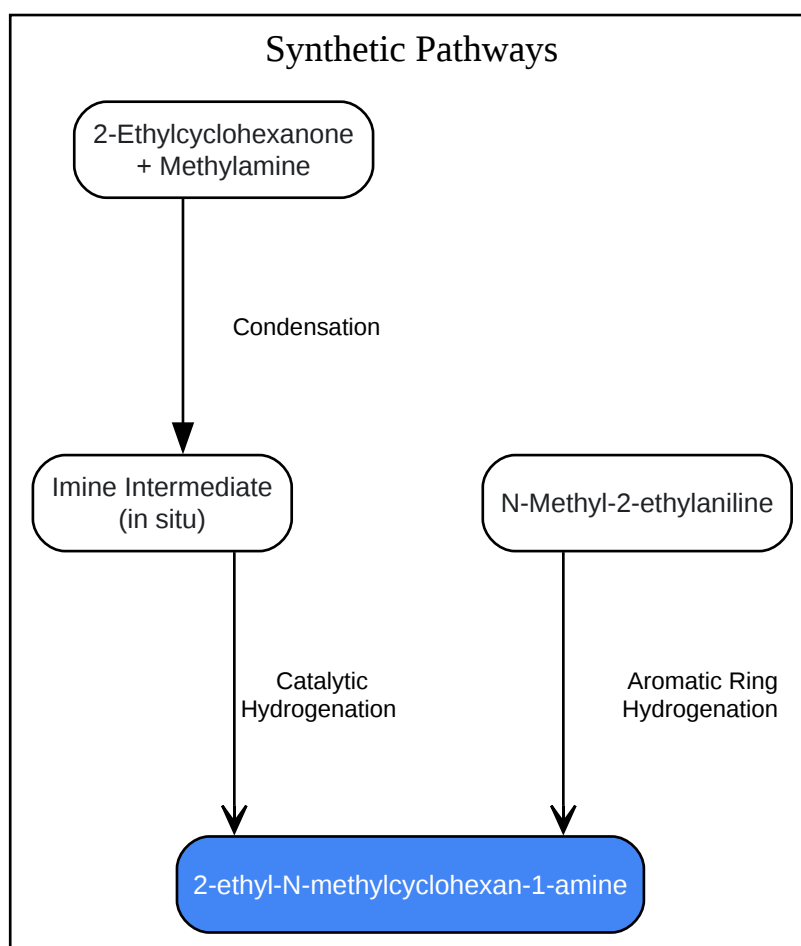 Synthetic Pathways
2-Ethylcyclohexanone
+ Methylamine
Condensation
Imine Intermediate
(in situ)
N-Methyl-2-ethylaniline
Catalytic
Hydrogenation
Aromatic Ring
Hydrogenation
2-ethyl-N-methylcyclohexan-1-amine